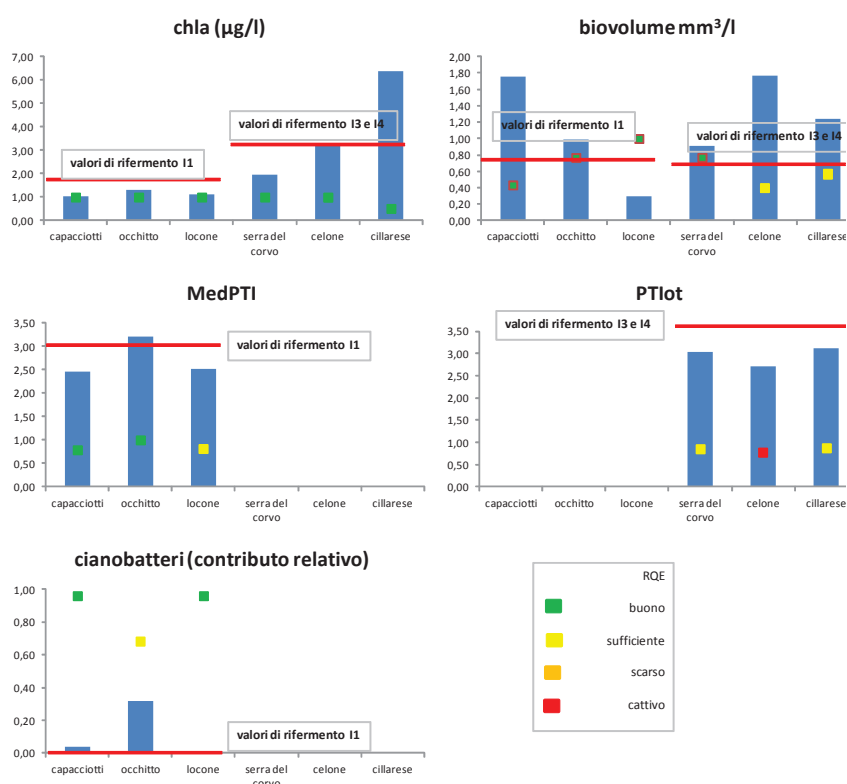 chla (µg/l)
7,00
6,00
5,00
4,00
3,00
2,00
1,00
0,00
valori di rifermento I1
valori di rifermento I3 e I4
capacciotti occhitto locone serra del corvo celone cillarese
biovolume mm³/l
2,00
1,80
1,60
1,40
1,20
1,00
0,80
0,60
0,40
0,20
0,00
valori di rifermento I1
valori di rifermento I3 e I4
capacciotti occhitto locone serra del corvo celone cillarese
MedPTI
3,50
3,00
2,50
2,00
1,50
1,00
0,50
0,00
valori di rifermento I1
capacciotti occhitto locone serra del corvo celone cillarese
PTIot
3,50
3,00
2,50
2,00
1,50
1,00
0,50
0,00
valori di rifermento I3 e I4
capacciotti occhitto locone serra del corvo celone cillarese
cianobatteri (contributo relativo)
1,00
0,80
0,60
0,40
0,20
0,00
valori di rifermento I1
capacciotti occhitto locone serra del corvo celone cillarese
RQE
buono
sufficiente
scarso
cattivo